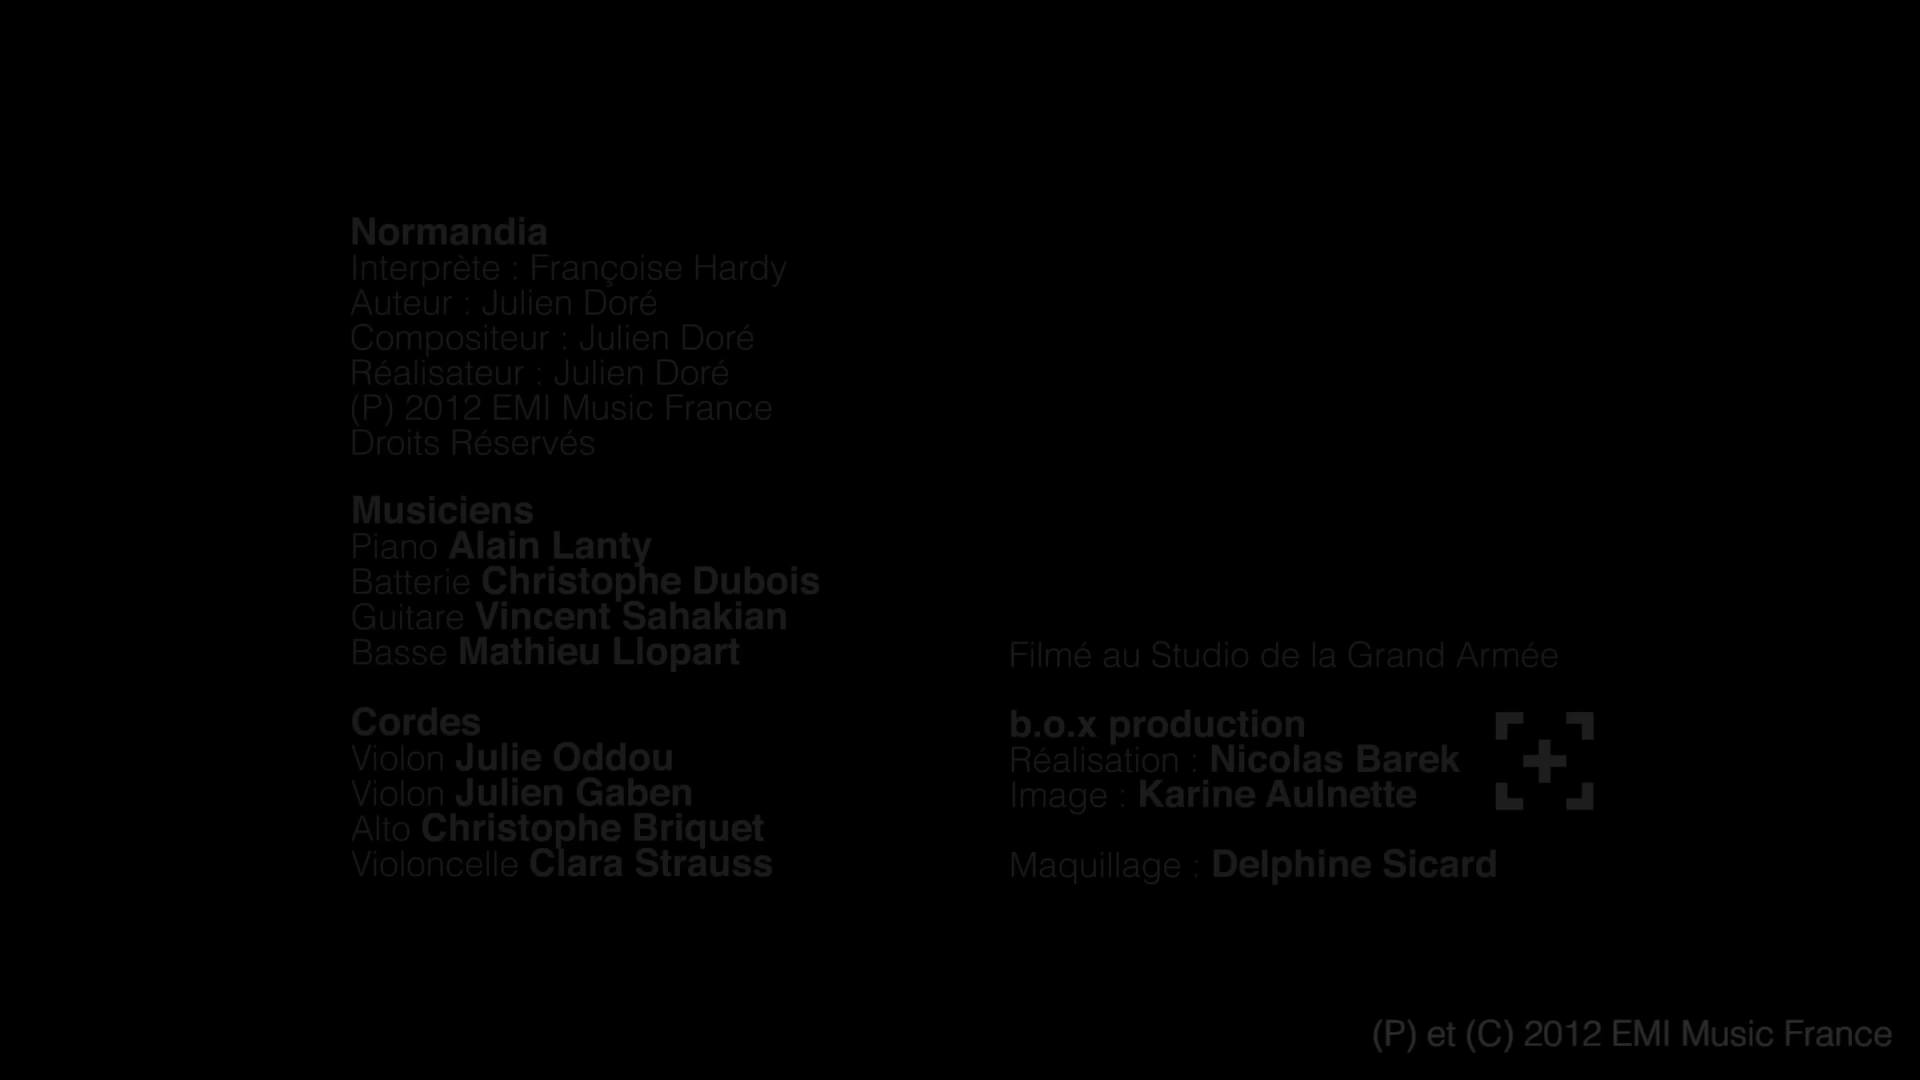 Normandia
Interprète : Françoise Hardy
Auteur : Julien Doré
Compositeur : Julien Doré
Réalisateur : Julien Doré
(P) 2012 EMI Music France
Droits Réservés
Musiciens
Piano Alain Lanty
Batterie Christophe Dubois
Guitare Vincent Sahakian
Basse Mathieu Llopart
Cordes
Violon Julie Oddou
Violon Julien Gaben
Alto Christophe Briquet
Violoncelle Clara Strauss
Filmé au Studio de la Grand Armée
b.o.x production
Réalisation : Nicolas Barek
Image : Karine Aulnette
Maquillage : Delphine Sicard
(P) et (C) 2012 EMI Music France